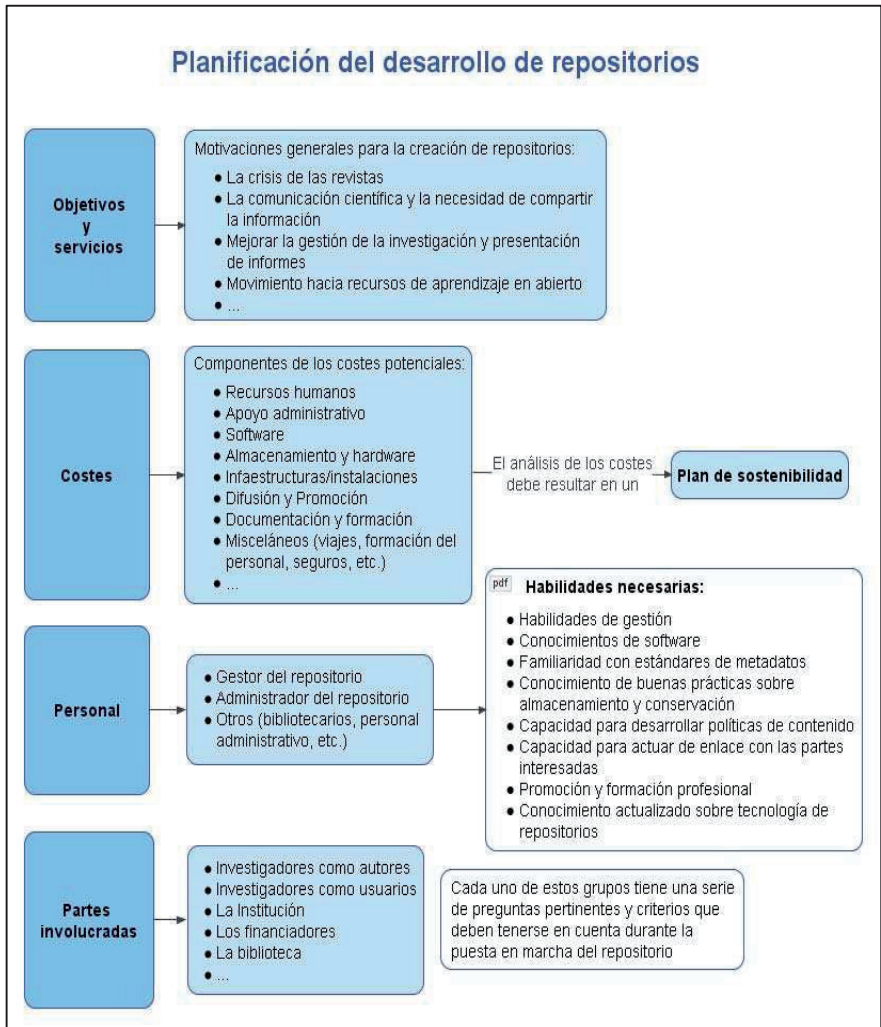 Planificación del desarrollo de repositorios
Objetivos
y
servicios
Motivaciones generales para la creación de repositorios:
● La crisis de las revistas
● La comunicación científica y la necesidad de compartir
la información
● Mejorar la gestión de la investigación y presentación
de informes
● Movimiento hacia recursos de aprendizaje en abierto
● ...
Costes
Componentes de los costes potenciales:
● Recursos humanos
● Apoyo administrativo
● Software
● Almacenamiento y hardware
● Infaestructuras/instalaciones
● Difusión y Promoción
● Documentación y formación
● Misceláneos (viajes, formación del
personal, seguros, etc.)
● ...
El análisis de los costes
debe resultar en un
Plan de sostenibilidad
Personal
● Gestor del repositorio
● Administrador del repositorio
● Otros (bibliotecarios, personal
administrativo, etc.)
pdf Habilidades necesarias:
● Habilidades de gestión
● Conocimientos de software
● Familiaridad con estándares de metadatos
● Conocimiento de buenas prácticas sobre
almacenamiento y conservación
● Capacidad para desarrollar políticas de contenido
● Capacidad para actuar de enlace con las partes
interesadas
● Promoción y formación profesional
● Conocimiento actualizado sobre tecnología de
repositorios
Partes
involucradas
● Investigadores como autores
● Investigadores como usuarios
● La Institución
● Los financiadores
● La biblioteca
● ...
Cada uno de estos grupos tiene una serie
de preguntas pertinentes y criterios que
deben tenerse en cuenta durante la
puesta en marcha del repositorio